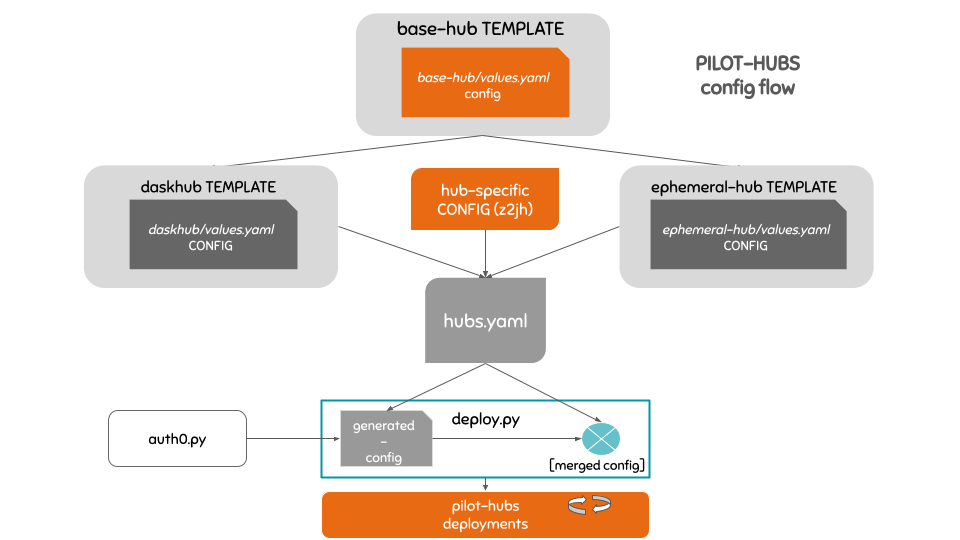 base-hub TEMPLATE
base-hub/values.yaml
config
PILOT-HUBS
config flow
daskhub TEMPLATE
daskhub/values.yaml
CONFIG
hub-specific
CONFIG (z2jh)
ephemeral-hub TEMPLATE
ephemeral-hub/values.yaml
CONFIG
hubs.yaml
auth0.py
generated
-
config
deploy.py
[merged config]
pilot-hubs
deployments